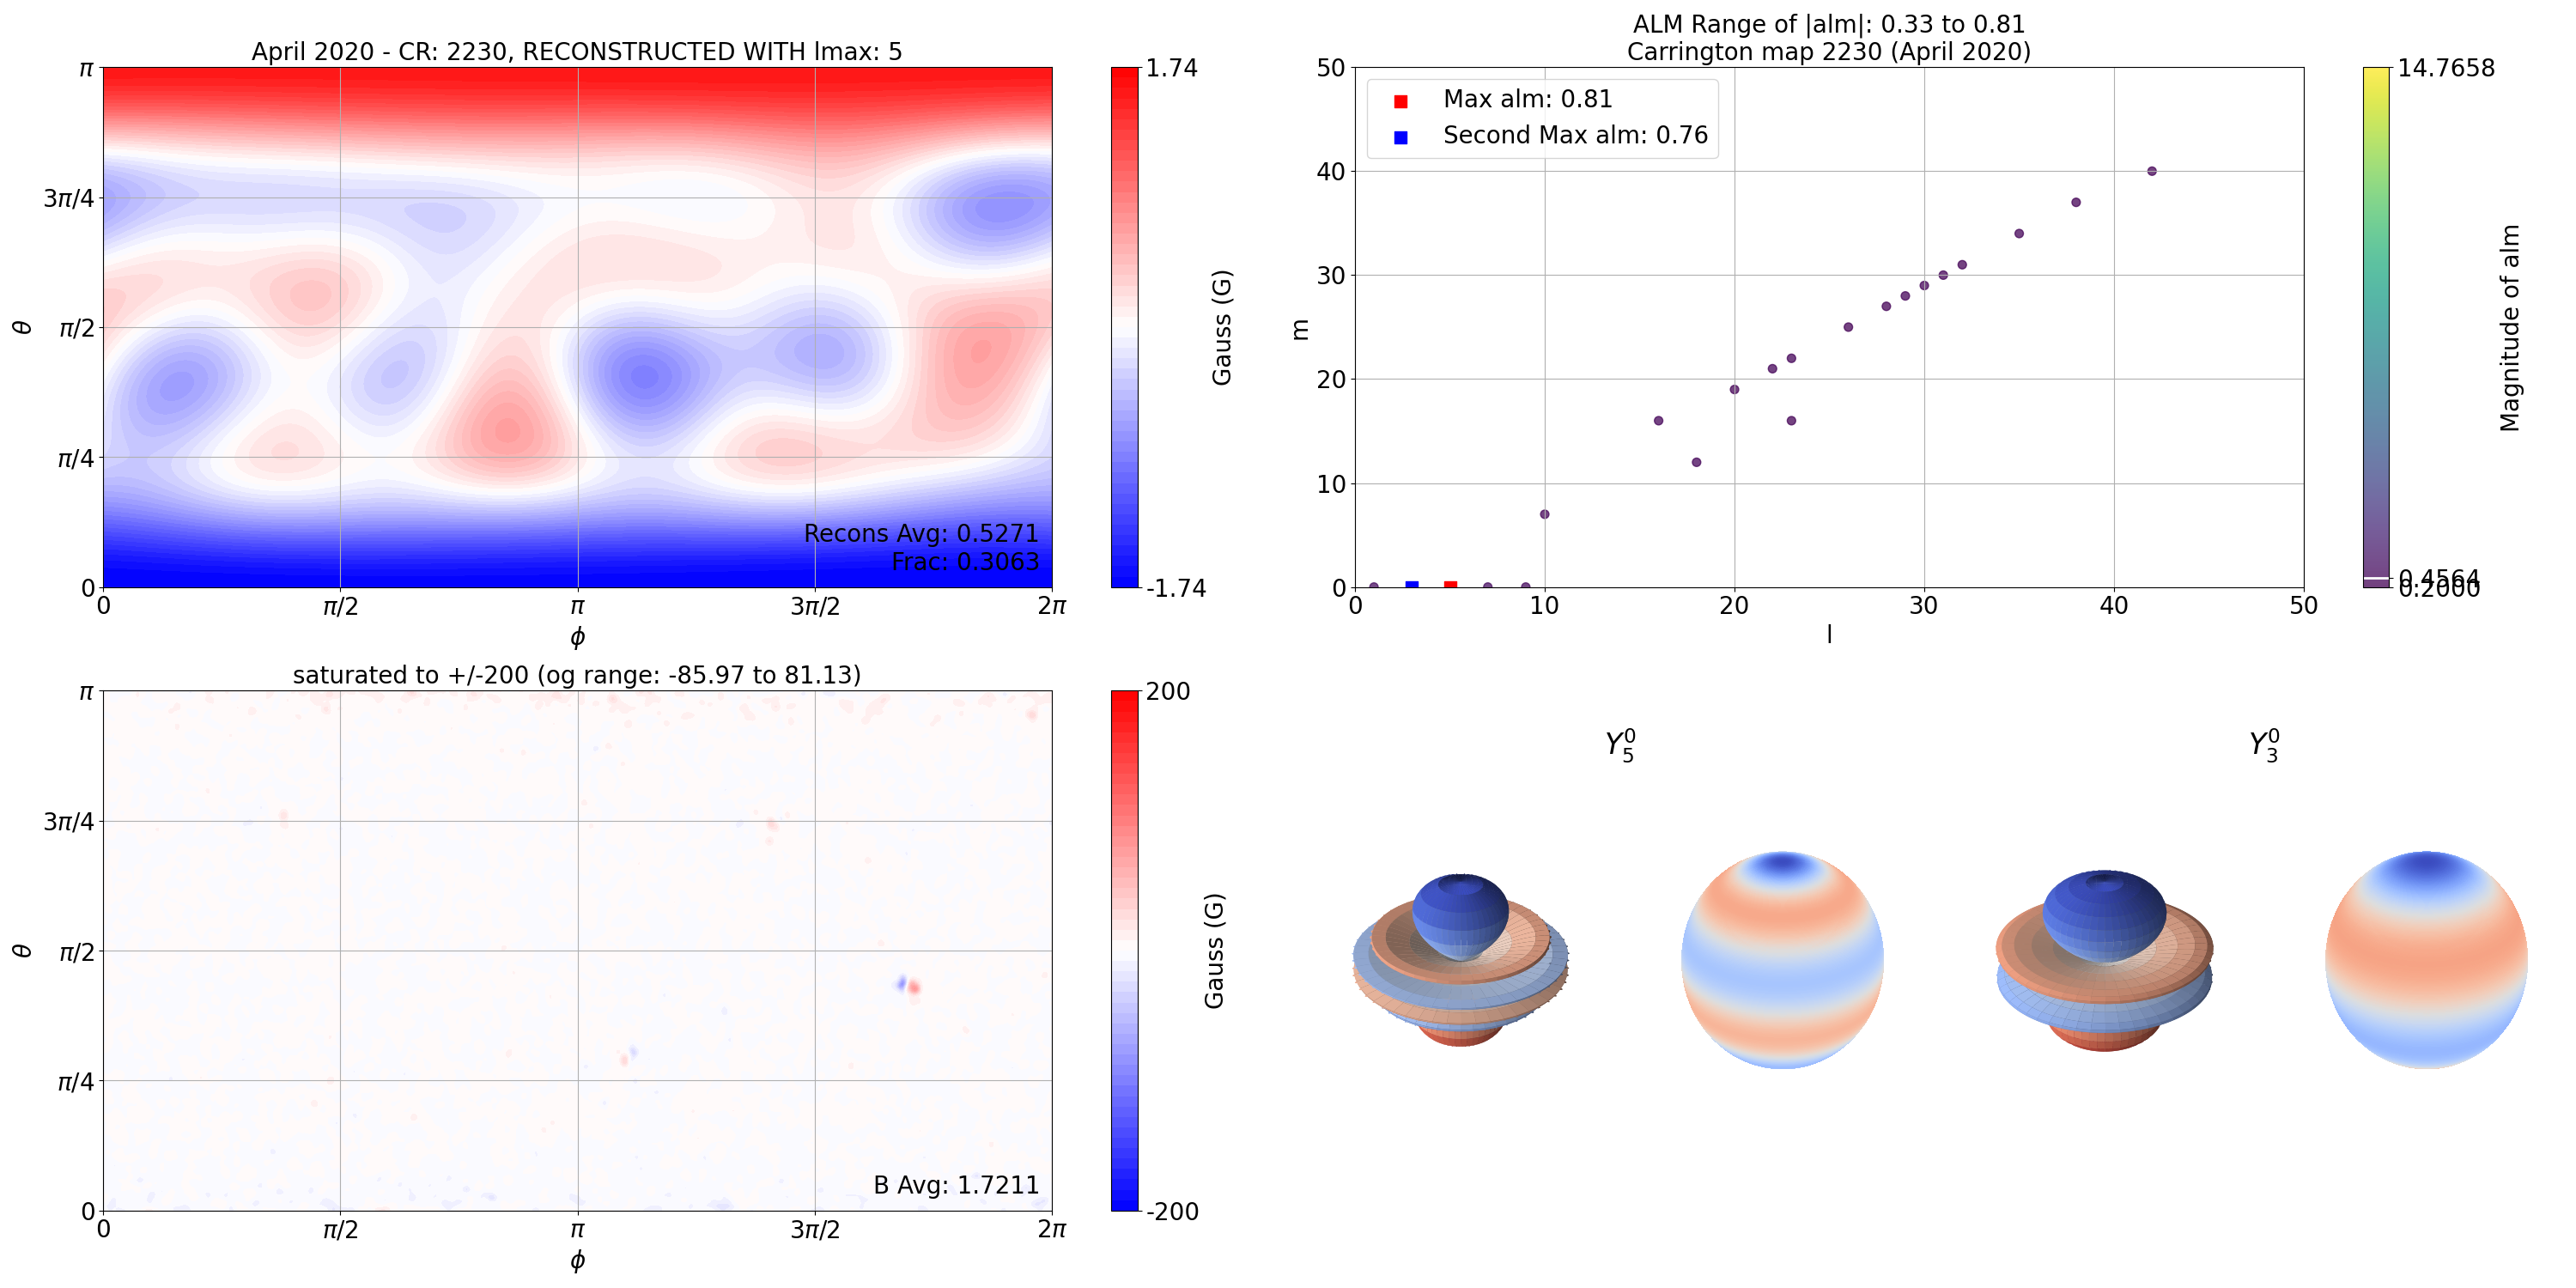 April 2020 - CR: 2230, RECONSTRUCTED WITH lmax: 5
π
3π/4
θ
π/2
π/4
0
0
π/2
π
3π/2
2π
ϕ
Recons Avg: 0.5271
Frac: 0.3063
1.74
Gauss (G)
-1.74
ALM Range of |alm|: 0.33 to 0.81
Carrington map 2230 (April 2020)
Max alm: 0.81
Second Max alm: 0.76
50
40
30
m
20
10
0
0
10
20
30
40
50
l
14.7658
Magnitude of alm
0.4564
0.2000
saturated to +/-200 (og range: -85.97 to 81.13)
π
3π/4
θ
π/2
π/4
0
0
π/2
π
3π/2
2π
ϕ
B Avg: 1.7211
200
Gauss (G)
-200
Y₅⁰
Y₃⁰